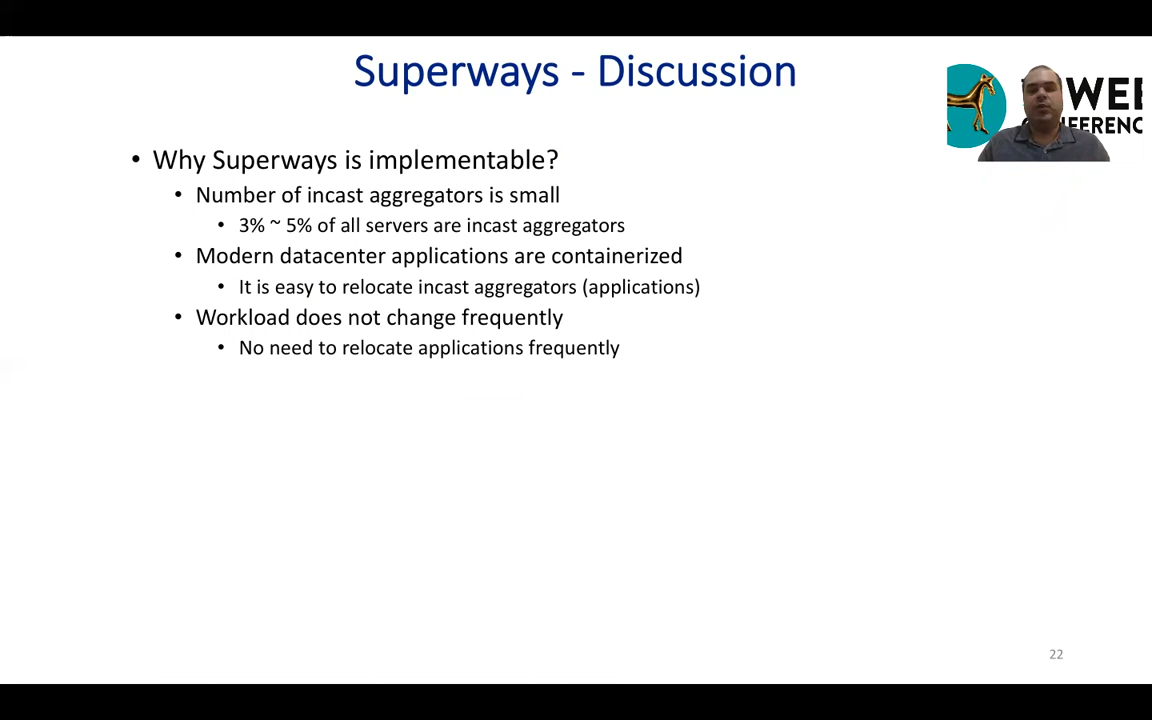 Superways - Discussion
WEE
FERENC
• Why Superways is implementable?
• Number of incast aggregators is small
• 3% ~ 5% of all servers are incast aggregators
• Modern datacenter applications are containerized
• It is easy to relocate incast aggregators (applications)
• Workload does not change frequently
• No need to relocate applications frequently
22